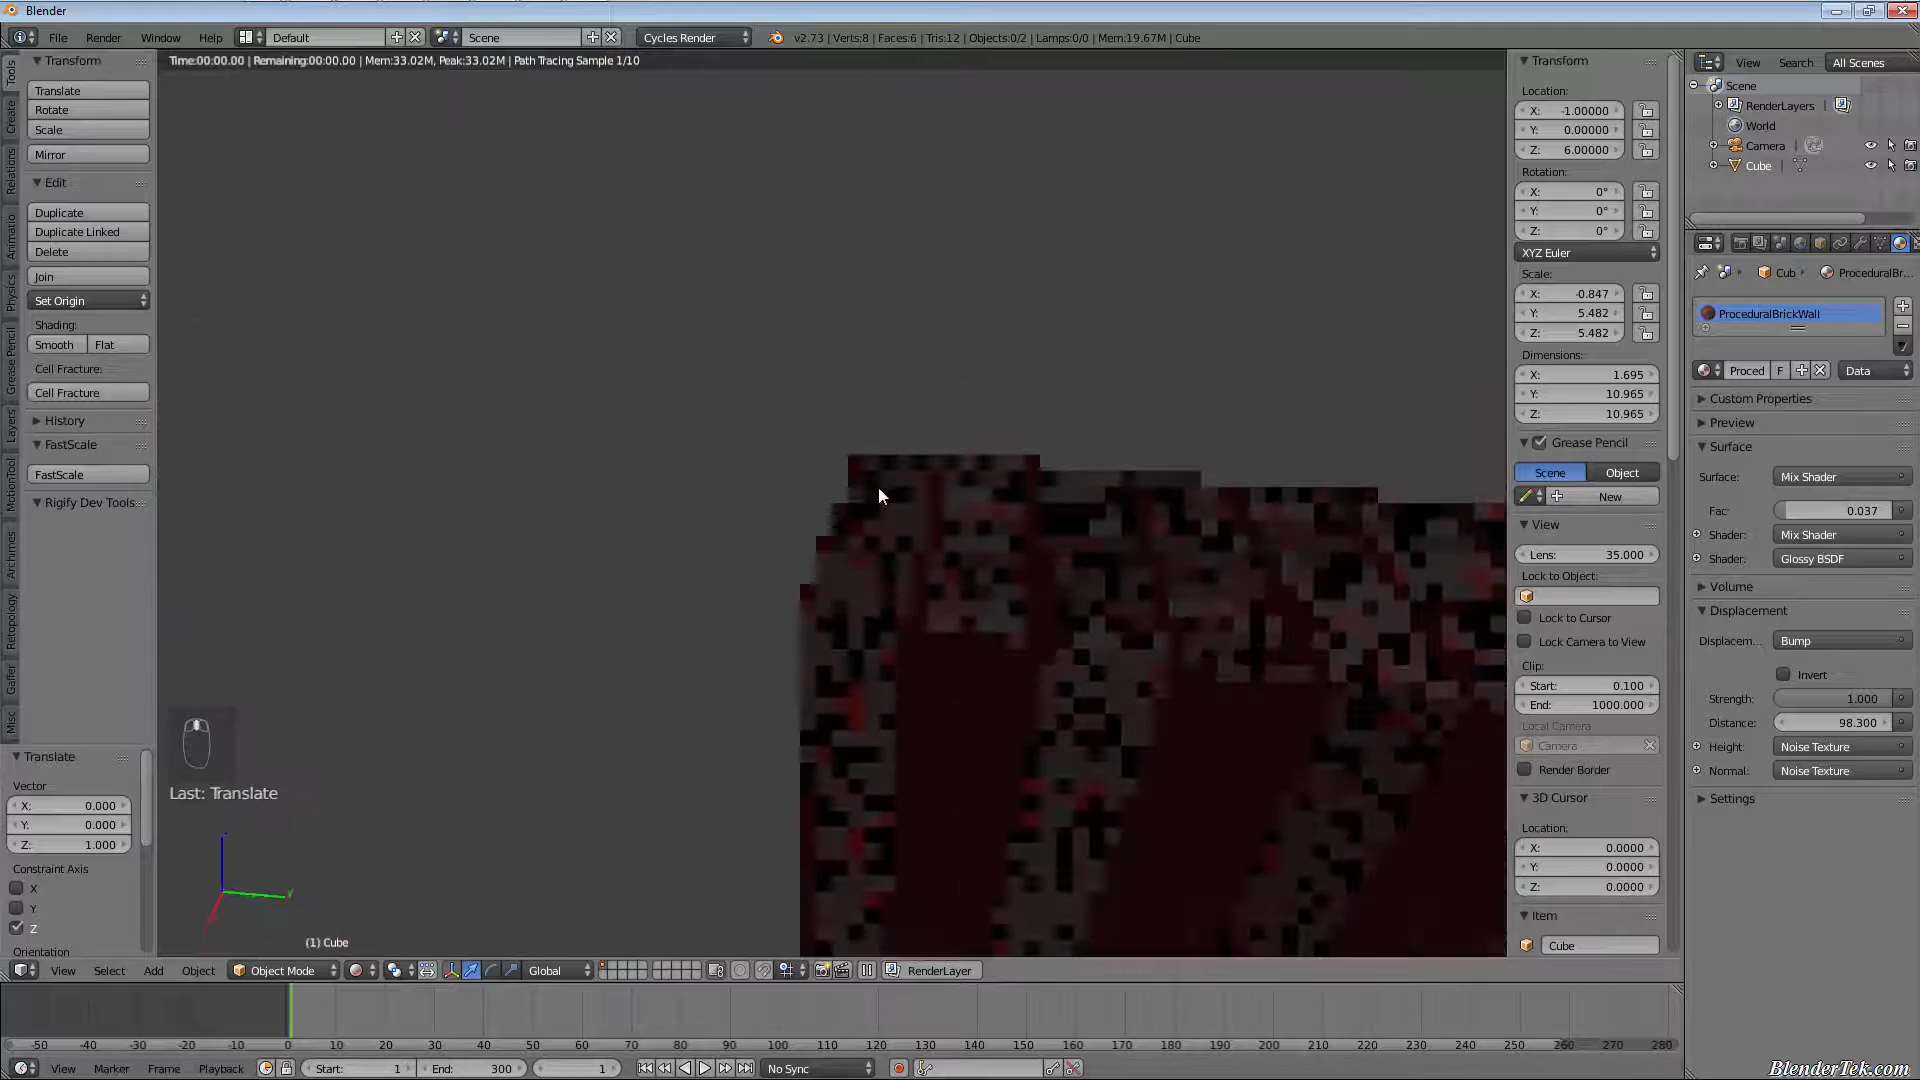 Blender
File Render Window Help Default Scene Cycles Render v2.73 | Verts:8 | Faces:6 | Tris:12 | Objects:0/2 | Lamps:0/0 | Mem:19.67M | Cube
Time:00:00.00 | Remaining:00:00.00 | Mem:33.02M, Peak:33.02M | Path Tracing Sample 1/10
Tools
Create
Relations
Animatio
Physics
Grease Pencil
Layers
MotionTool
Archimes
Retopology
Gaffer
Misc
Transform
Translate
Rotate
Scale
Mirror
Edit
Duplicate
Duplicate Linked
Delete
Join
Set Origin
Shading:
Smooth Flat
Cell Fracture:
Cell Fracture
History
FastScale
FastScale
Rigify Dev Tools
Translate
Vector
X: 0.000
Y: 0.000
Z: 1.000
Constraint Axis
X
Y
Z
Orientation
Last: Translate
y
(1) Cube
Transform
Location:
X: -1.00000
Y: 0.00000
Z: 6.00000
Rotation:
X: 0°
Y: 0°
Z: 0°
XYZ Euler
Scale:
X: -0.847
Y: 5.482
Z: 5.482
Dimensions:
X: 1.695
Y: 10.965
Z: 10.965
Grease Pencil
Scene Object
New
View
Lens: 35.000
Lock to Object:
Lock to Cursor
Lock Camera to View
Clip:
Start: 0.100
End: 1000.000
Local Camera
Camera
Render Border
3D Cursor
Location:
X: 0.0000
Y: 0.0000
Z: 0.0000
Item
Cube
View Search All Scenes
Scene
RenderLayers
World
Camera
Cube
Cub ProceduralBr...
ProceduralBrickWall
Proced F Data
Custom Properties
Preview
Surface
Surface: Mix Shader
Fac: 0.037
Shader: Mix Shader
Shader: Glossy BSDF
Volume
Displacement
Displacem... Bump
Invert
Strength: 1.000
Distance: 98.300
Height: Noise Texture
Normal: Noise Texture
Settings
View Select Add Object Object Mode Global RenderLayer
-50 -40 -30 -20 -10 0 10 20 30 40 50 60 70 80 90 100 110 120 130 140 150 160 170 180 190 200 210 220 230 240 250 260 270 280
View Marker Frame Playback Start: 1 End: 300 1 No Sync
BlenderTek.com